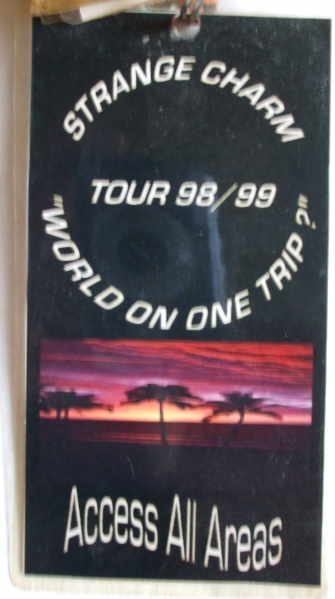 STRANGE CHARM
TOUR 98/99
"WORLD ON ONE TRIP?"
Access All Areas